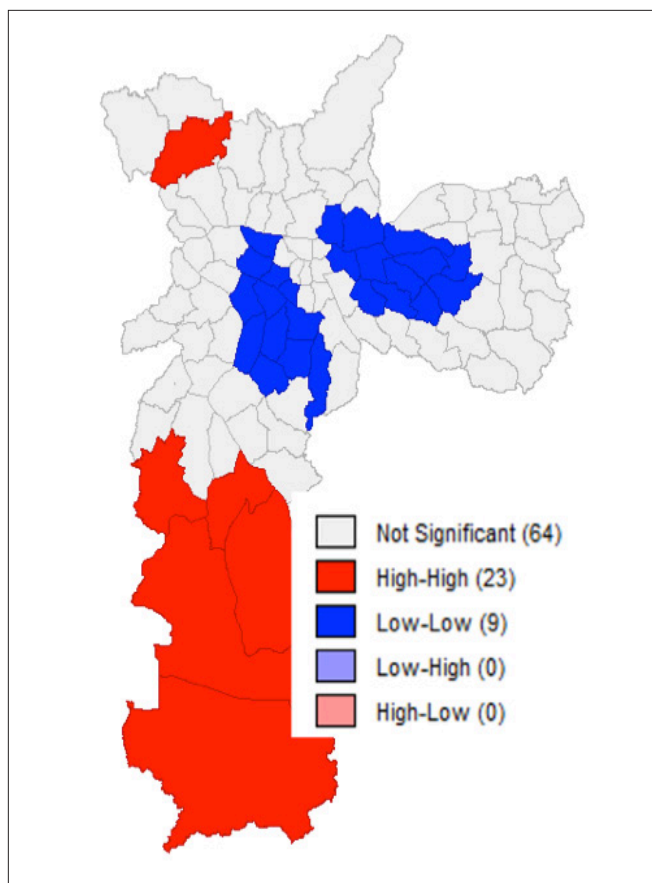 Not Significant (64)
High-High (23)
Low-Low (9)
Low-High (0)
High-Low (0)